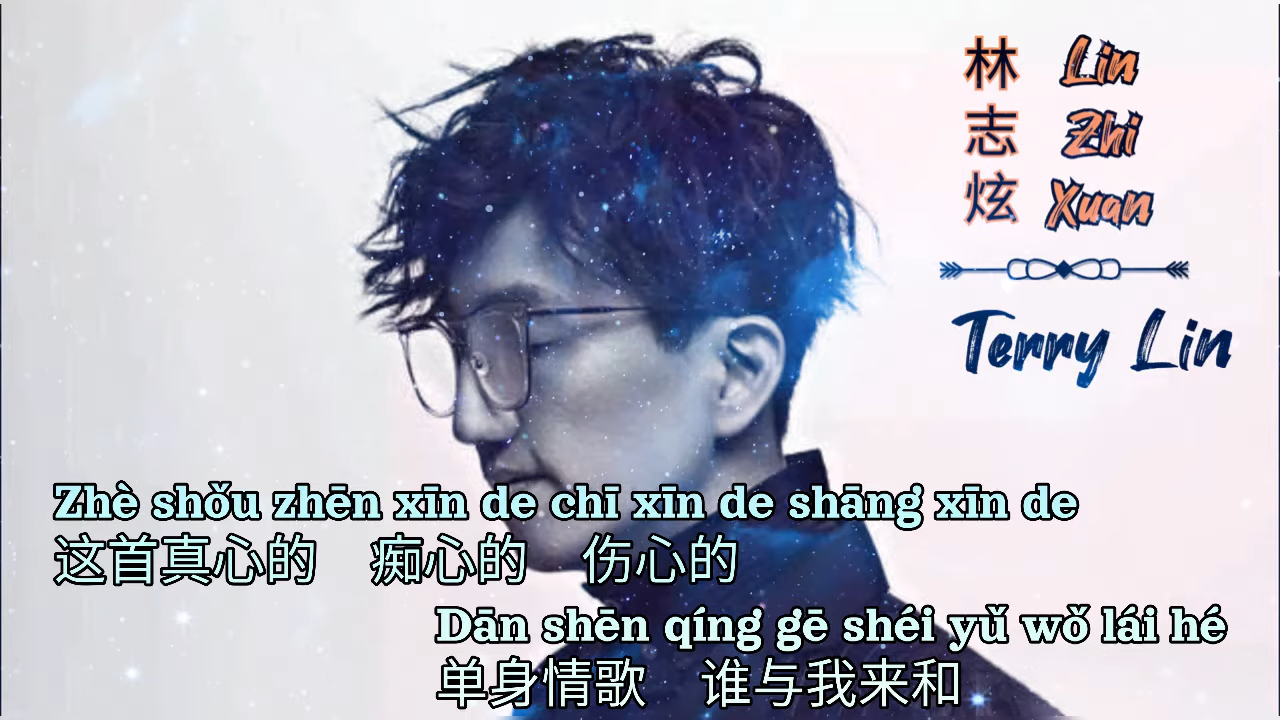 林 Lin
志 Zhi
炫 Xuan
Terry Lin
Zhè shǒu zhēn xīn de chī xīn de shāng xīn de
这首真心的 痴心的 伤心的
Dān shēn qíng gē shéi yǔ wǒ lái hé
单身情歌 谁与我来和